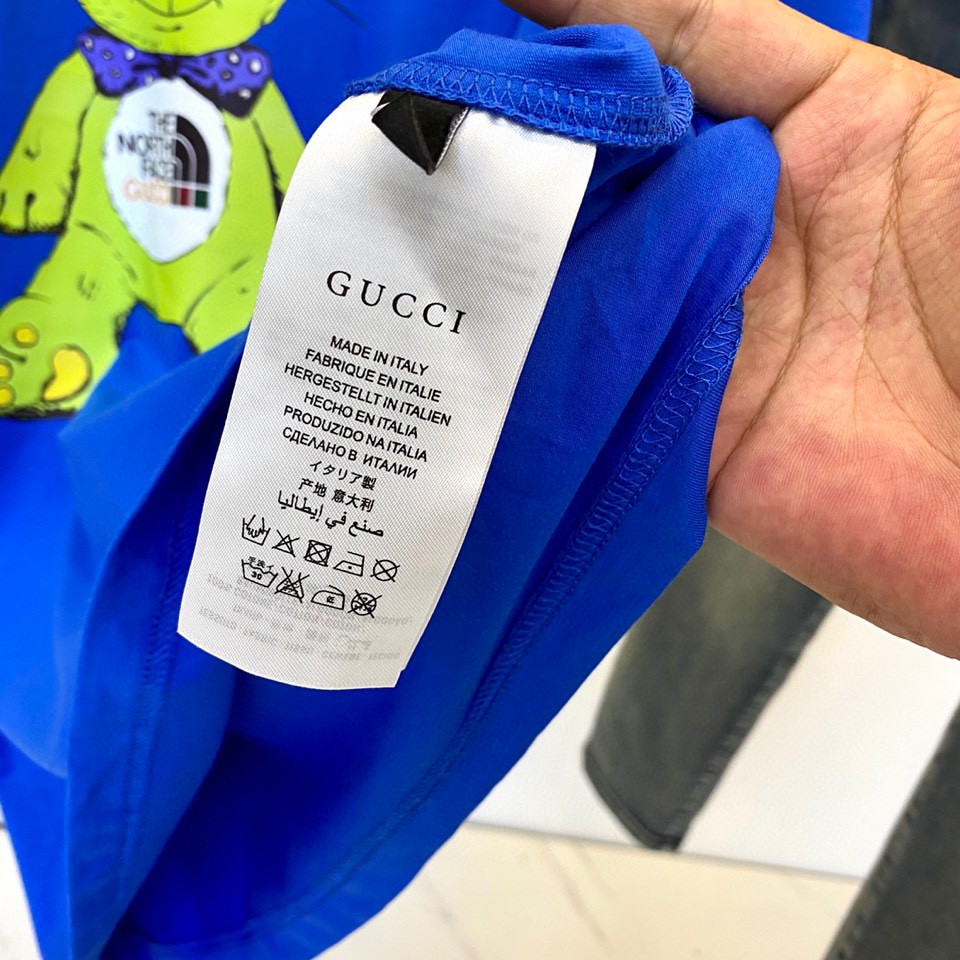 THE
NORTH
FACE
GUCCI
GUCCI
MADE IN ITALY
FABRIQUE EN ITALIE
HERGESTELLT IN ITALIEN
HECHO EN ITALIA
PRODUZIDO NA ITALIA
СДЕЛАНО В ИТАЛИИ
イタリア製
产地 意大利
صنع في إيطاليا
30